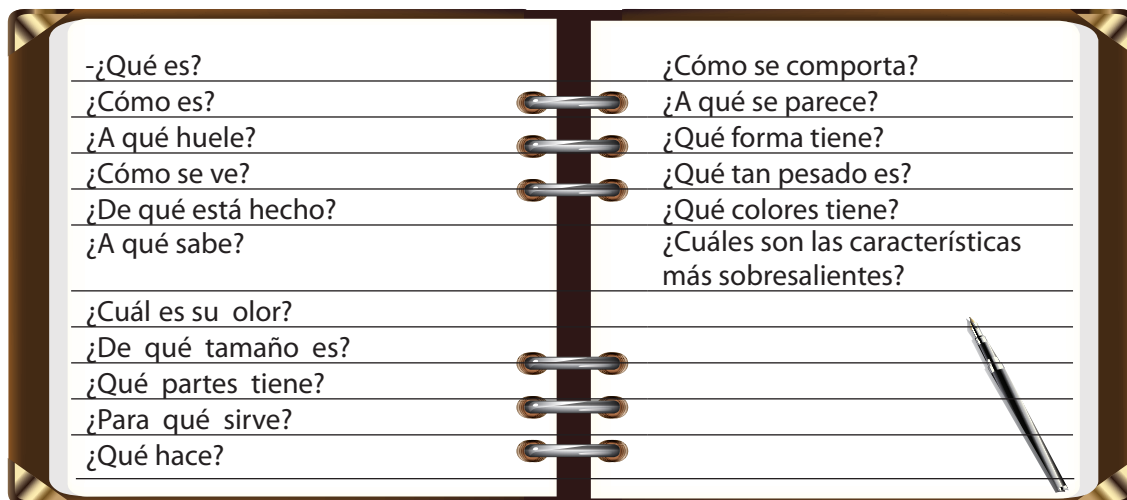 -¿Qué es?
¿Cómo es?
¿A qué huele?
¿Cómo se ve?
¿De qué está hecho?
¿A qué sabe?
¿Cuál es su olor?
¿De qué tamaño es?
¿Qué partes tiene?
¿Para qué sirve?
¿Qué hace?
¿Cómo se comporta?
¿A qué se parece?
¿Qué forma tiene?
¿Qué tan pesado es?
¿Qué colores tiene?
¿Cuáles son las características
más sobresalientes?